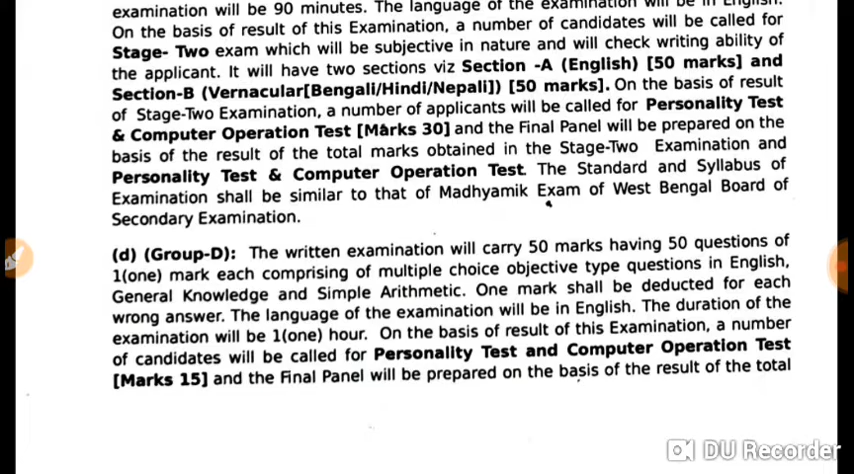 examination will be 90 minutes. The language of the examination will be in English.
On the basis of result of this Examination, a number of candidates will be called for
Stage- Two exam which will be subjective in nature and will check writing ability of
the applicant. It will have two sections viz Section -A (English) [50 marks] and
Section-B (Vernacular[Bengali/Hindi/Nepali]) [50 marks]. On the basis of result
of Stage-Two Examination, a number of applicants will be called for Personality Test
& Computer Operation Test [Marks 30] and the Final Panel will be prepared on the
basis of the result of the total marks obtained in the Stage-Two Examination and
Personality Test & Computer Operation Test. The Standard and Syllabus of
Examination shall be similar to that of Madhyamik Exam of West Bengal Board of
Secondary Examination.
(d) (Group-D): The written examination will carry 50 marks having 50 questions of
1(one) mark each comprising of multiple choice objective type questions in English,
General Knowledge and Simple Arithmetic. One mark shall be deducted for each
wrong answer. The language of the examination will be in English. The duration of the
examination will be 1(one) hour. On the basis of result of this Examination, a number
of candidates will be called for Personality Test and Computer Operation Test
[Marks 15] and the Final Panel will be prepared on the basis of the result of the total
DU Recorder